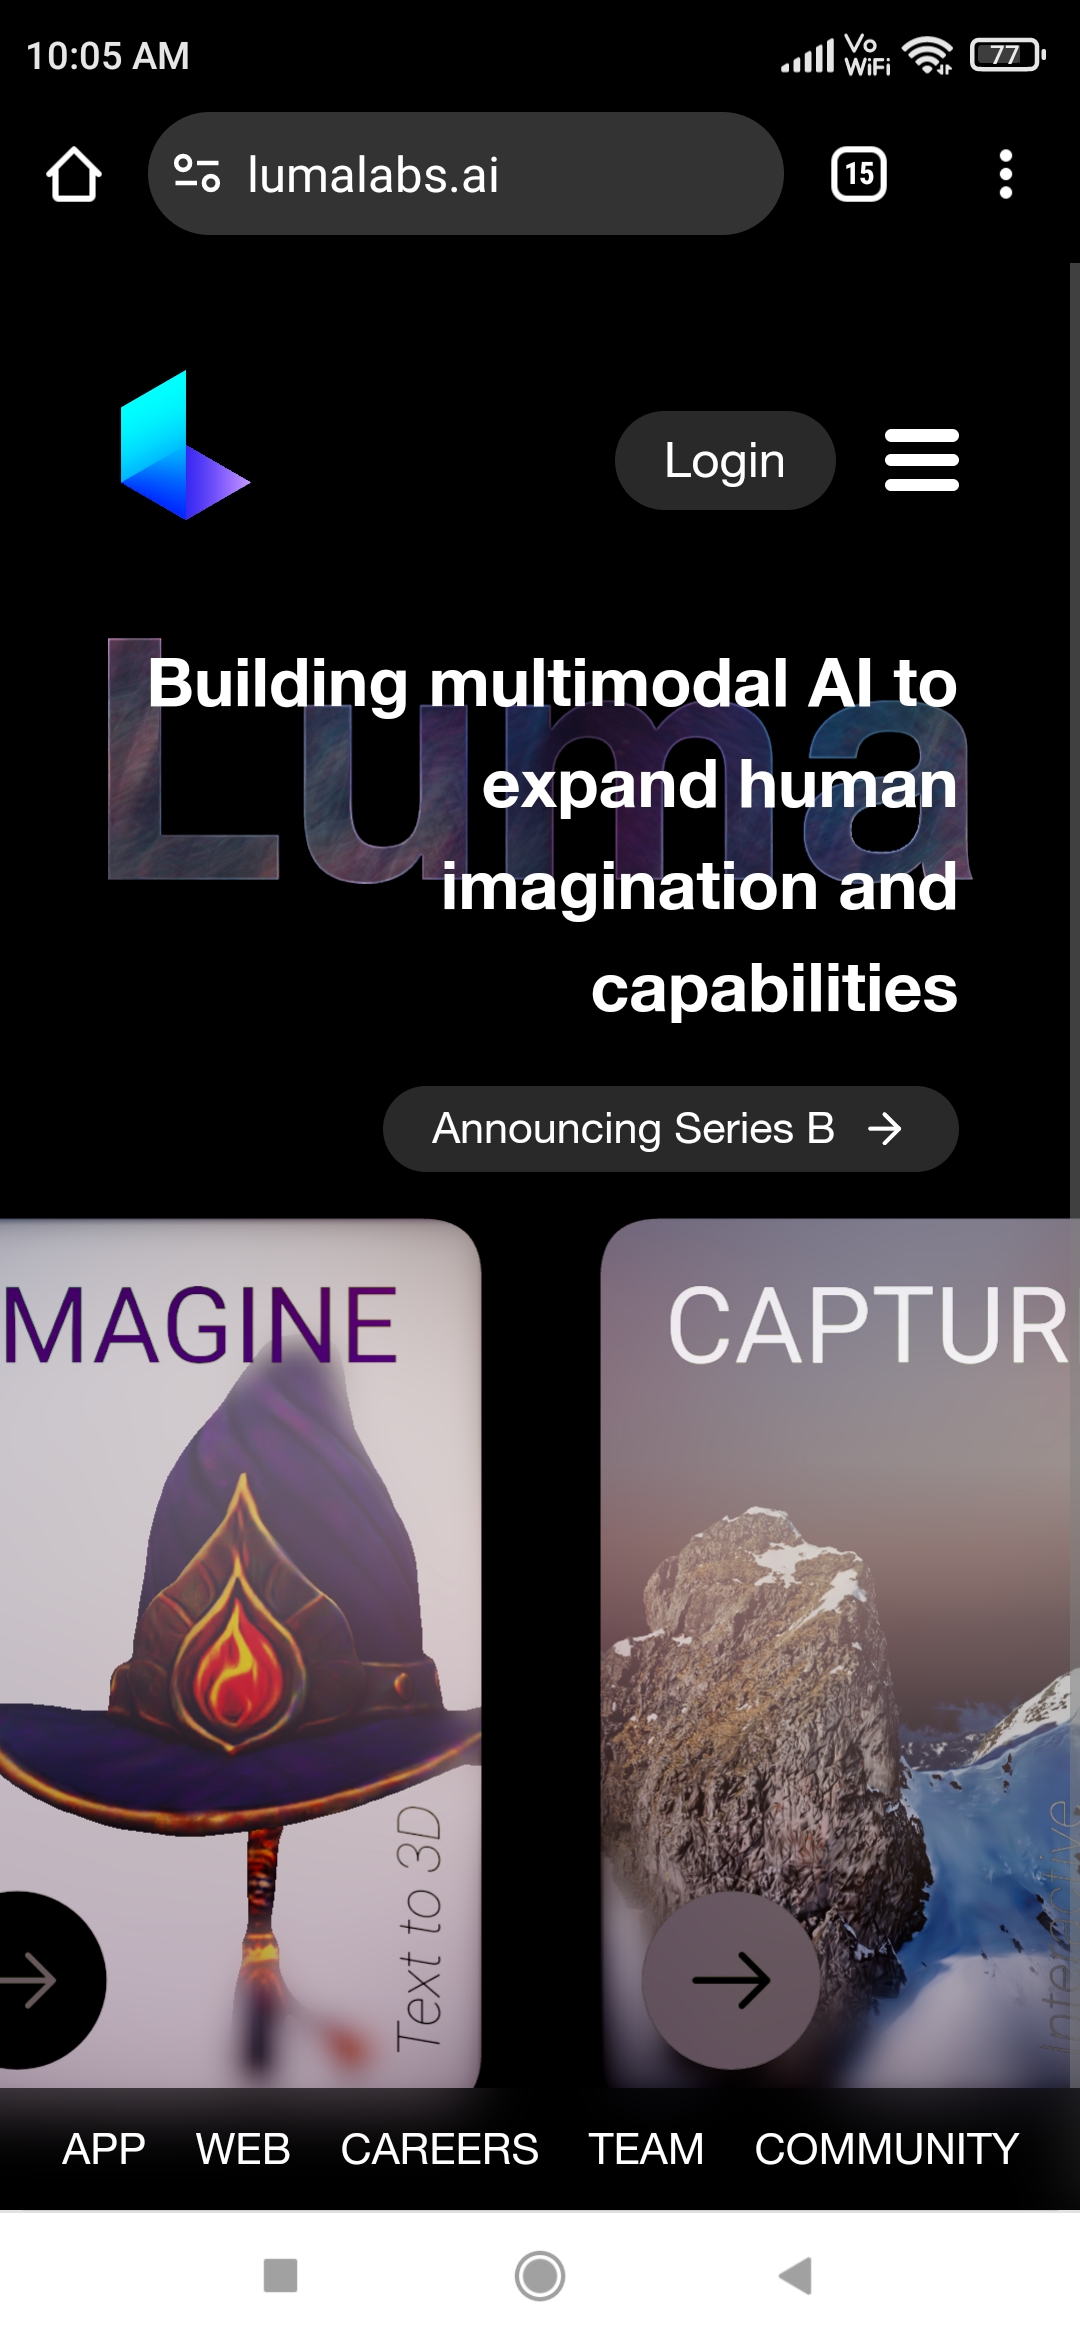 10:05 AM
Vo
WiFi
77
lumalabs.ai
15
Login
Luma
Building multimodal AI to
expand human
imagination and
capabilities
Announcing Series B
MAGINE
CAPTUR
Text to 3D
Interactive
APP WEB CAREERS TEAM COMMUNITY